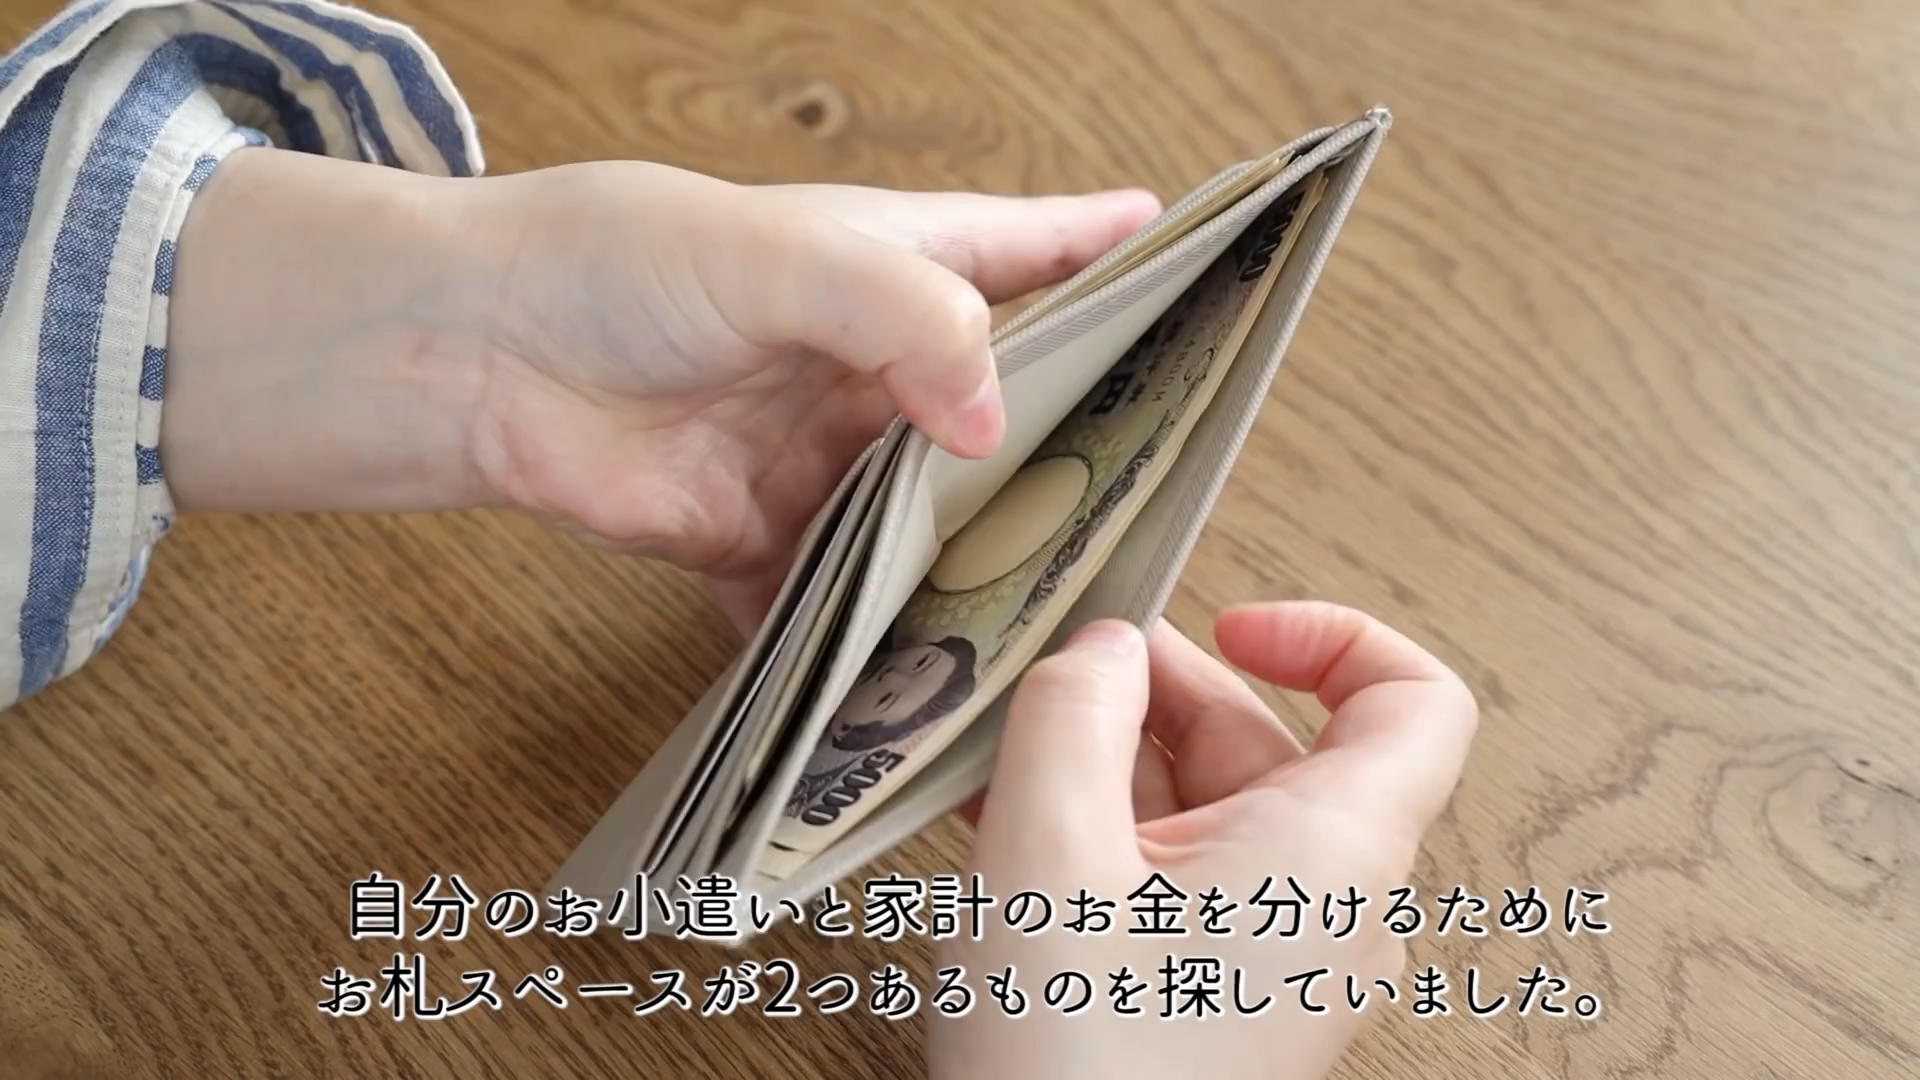 5000
自分のお小遣いと家計のお金を分けるために
お札スペースが2つあるものを探していました。